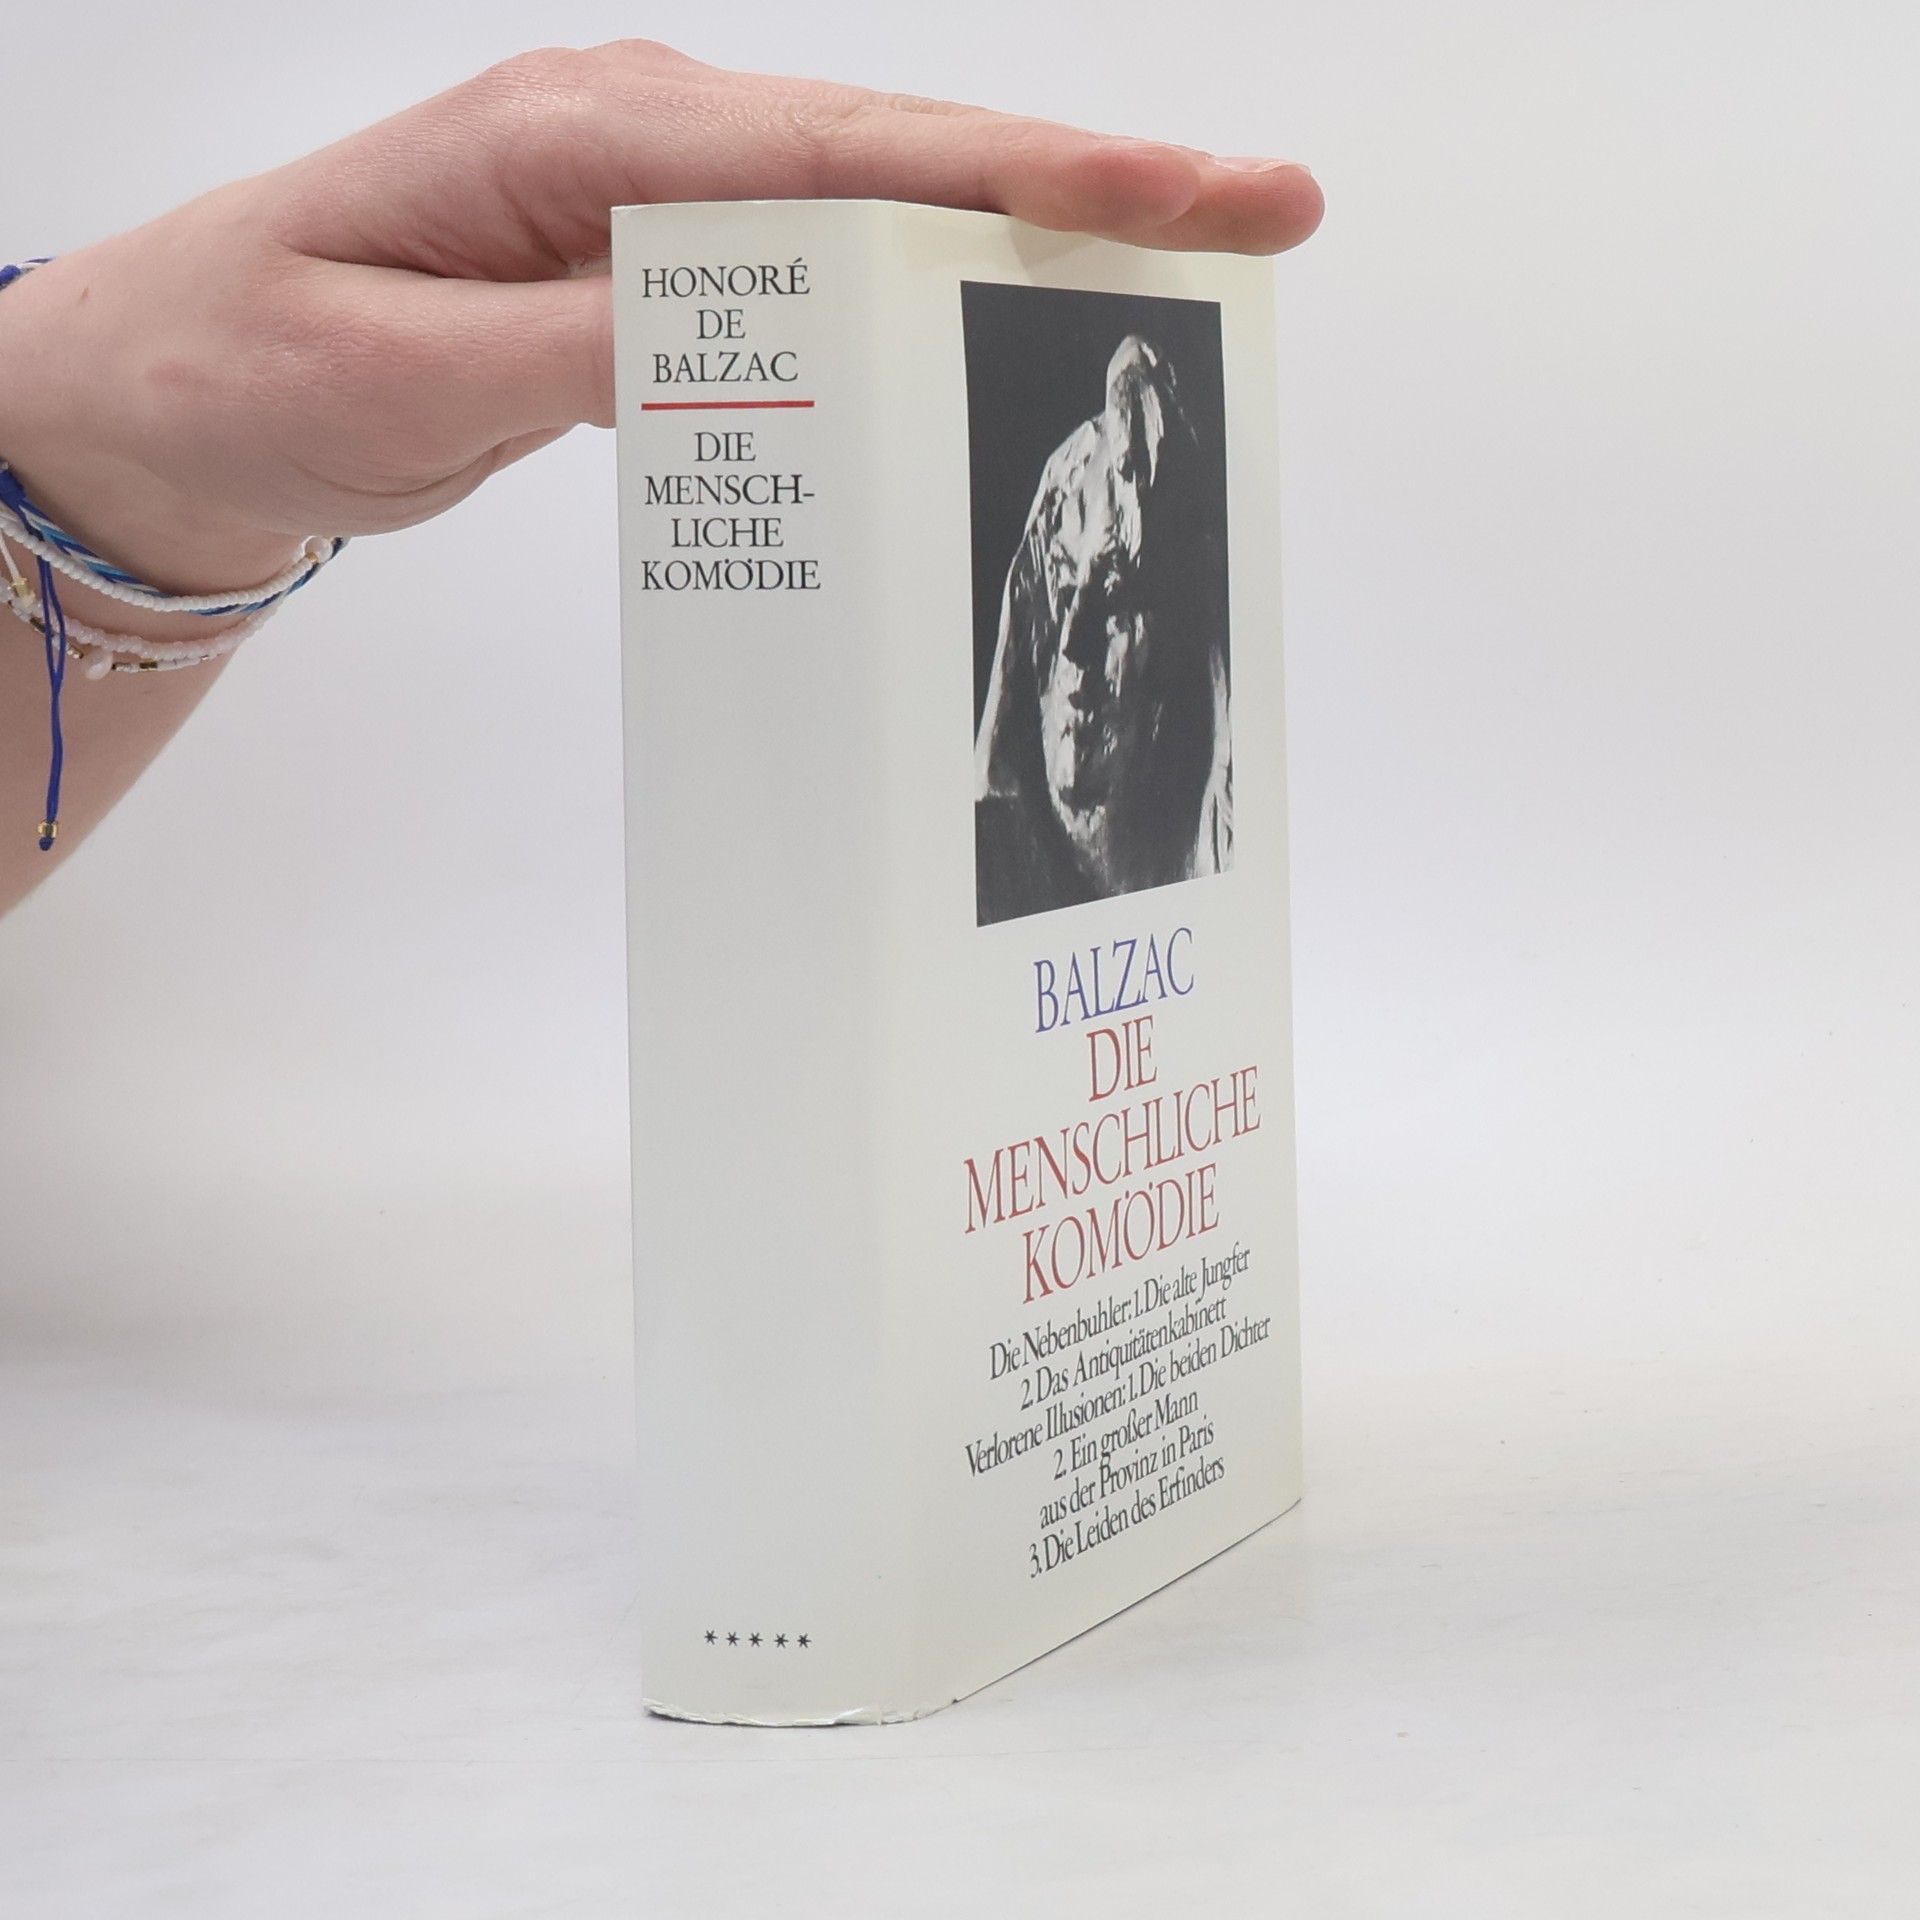 HONORÉ
DE
BALZAC
DIE
MENSCH-
LICHE
KOMÖDIE
*****
BALZAC
DIE
MENSCHLICHE
KOMÖDIE
Die Nebenbuhler: 1. Die alte Jungfer
2. Das Antiquitätenkabinett
Verlorene Illusionen: 1. Die beiden Dichter
2. Ein großer Mann
aus der Provinz in Paris
3. Die Leiden des Erfinders